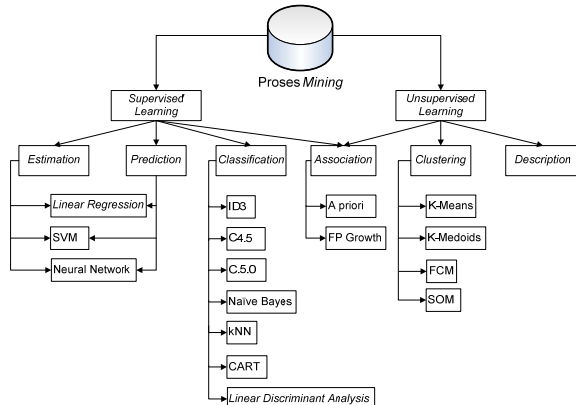 Proses Mining
Supervised
Learning
Unsupervised
Learning
Estimation
Prediction
Classification
Association
Clustering
Description
Linear Regression
SVM
Neural Network
ID3
C4.5
C.5.0
Naïve Bayes
kNN
CART
Linear Discriminant Analysis
A priori
FP Growth
K-Means
K-Medoids
FCM
SOM